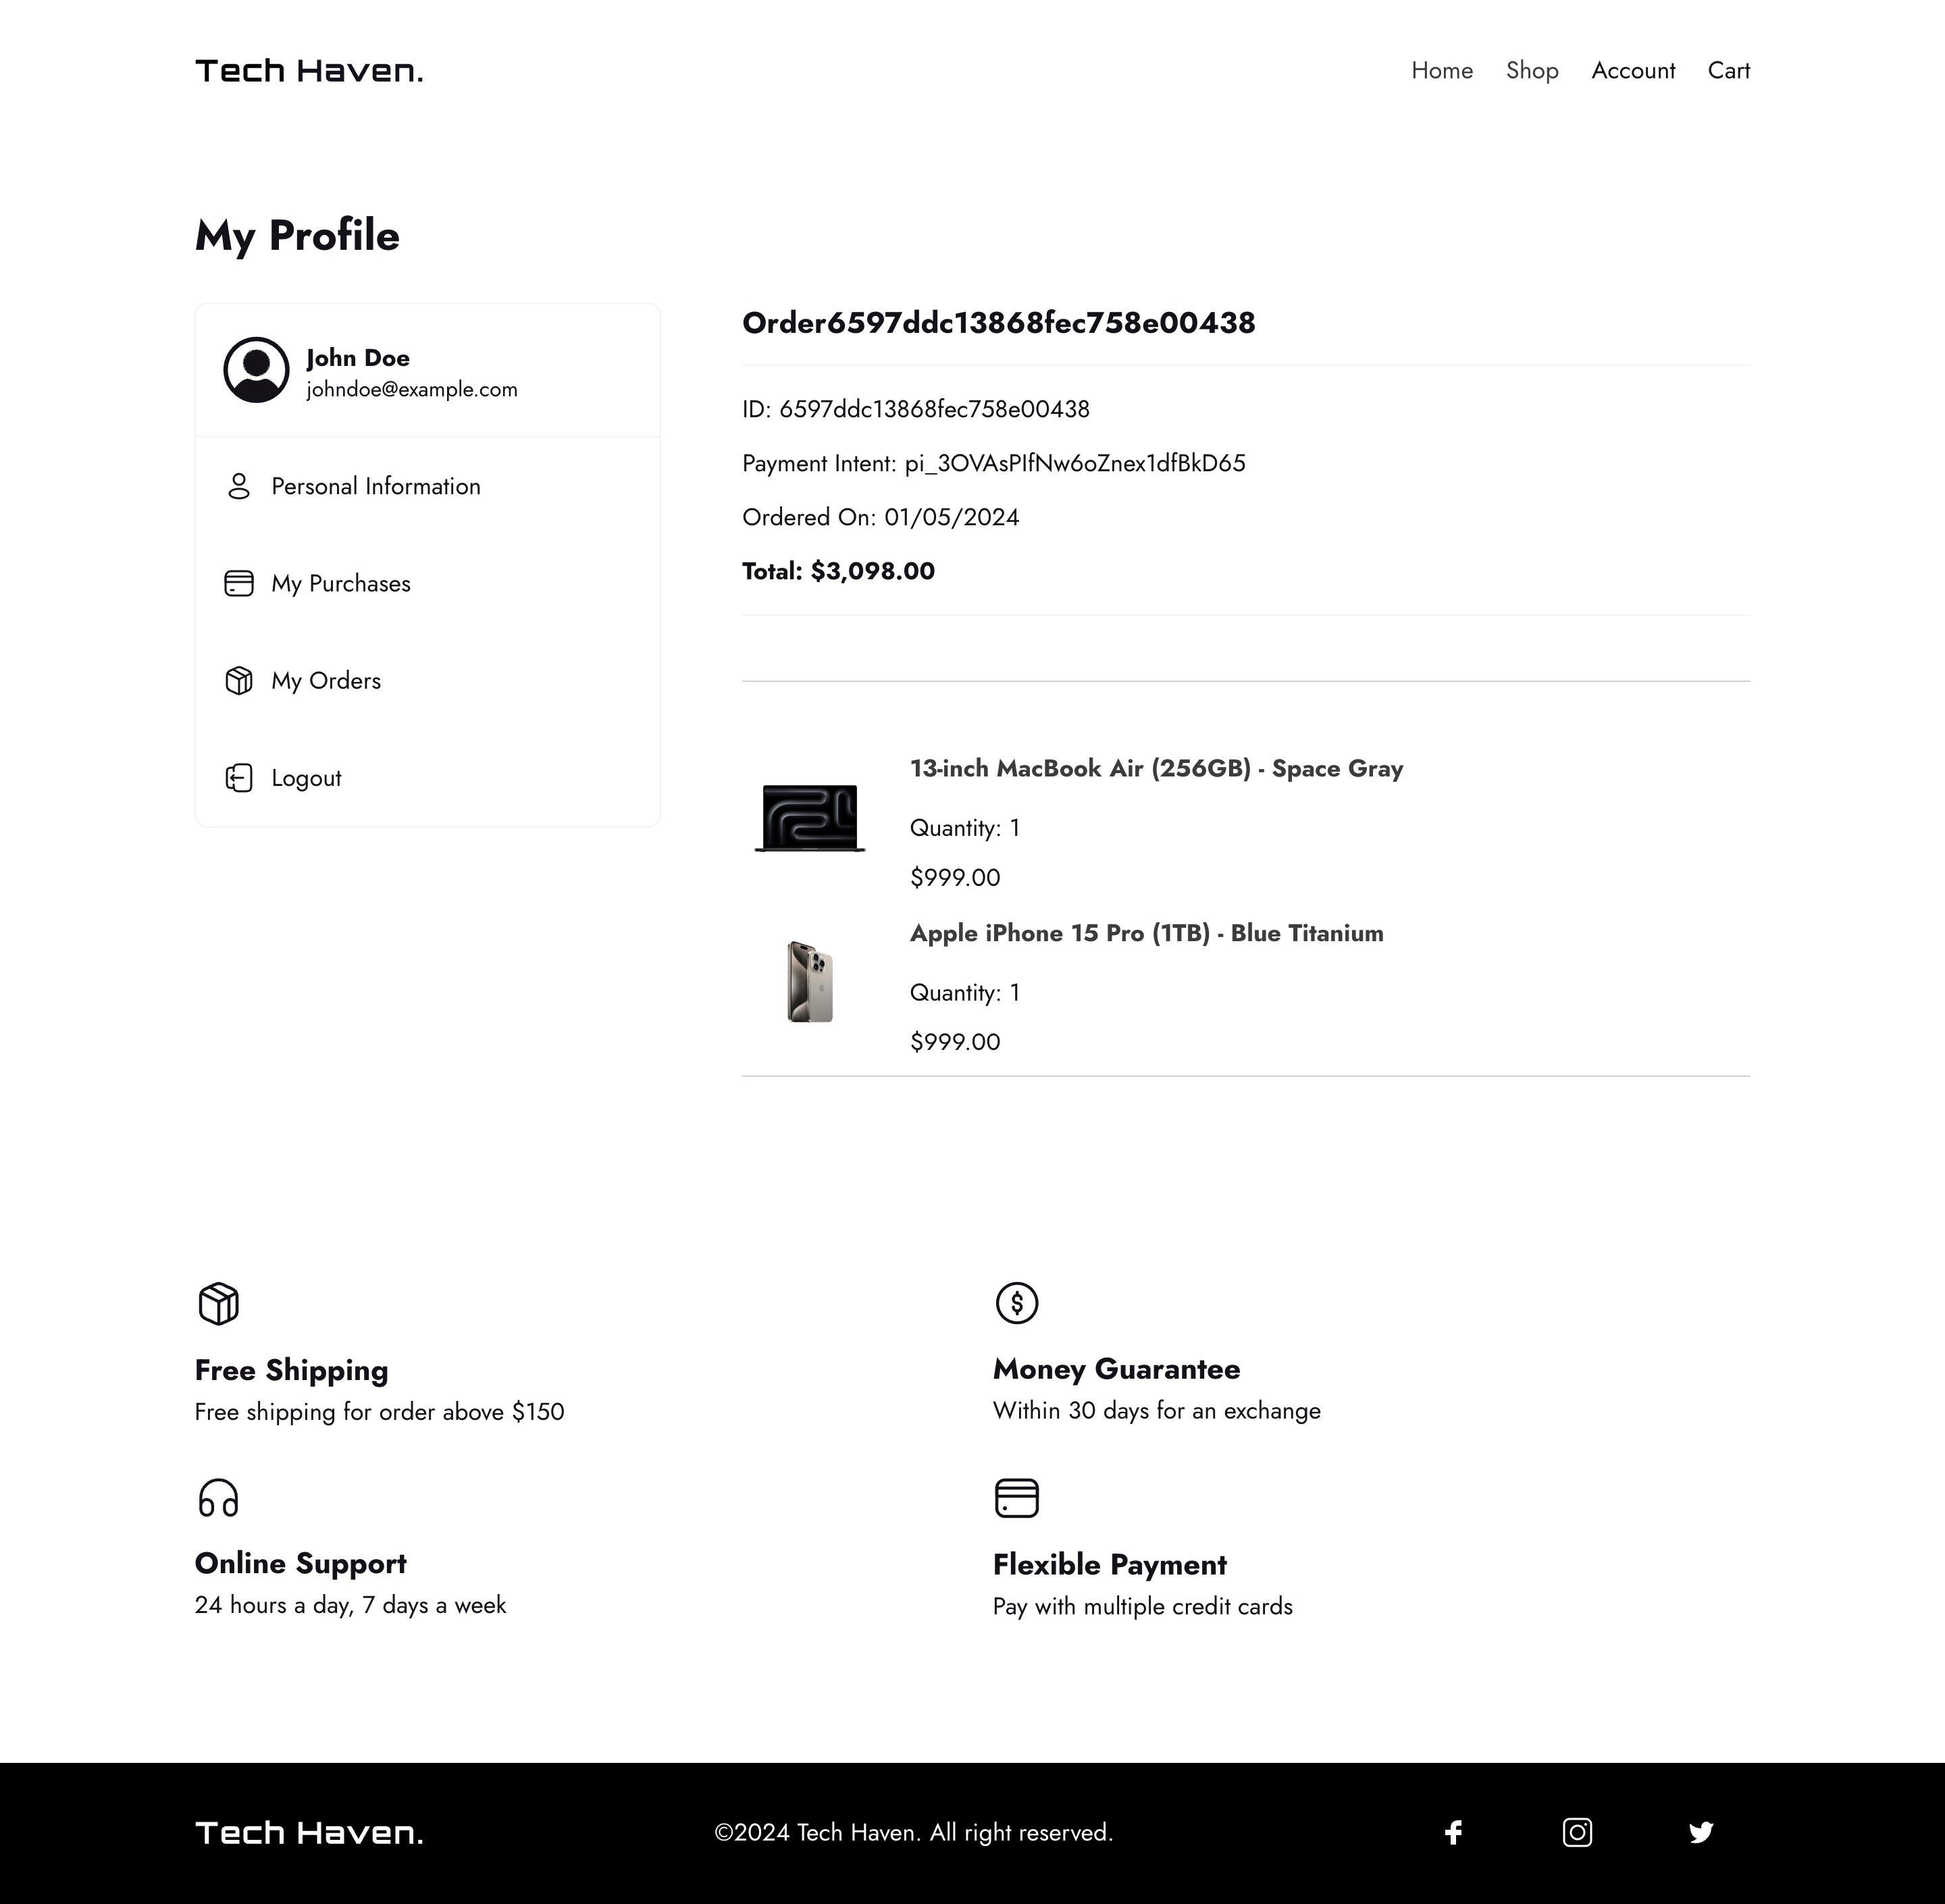 Tech Haven.
Home Shop Account Cart
My Profile
John Doe
johndoe@example.com
Personal Information
My Purchases
My Orders
Logout
Order6597ddc13868fec758e00438
ID: 6597ddc13868fec758e00438
Payment Intent: pi_3OVAsPIfNw6oZnex1dfBkD65
Ordered On: 01/05/2024
Total: $3,098.00
13-inch MacBook Air (256GB) - Space Gray
Quantity: 1
$999.00
Apple iPhone 15 Pro (1TB) - Blue Titanium
Quantity: 1
$999.00
Free Shipping
Free shipping for order above $150
Money Guarantee
Within 30 days for an exchange
Online Support
24 hours a day, 7 days a week
Flexible Payment
Pay with multiple credit cards
Tech Haven.
©2024 Tech Haven. All right reserved.